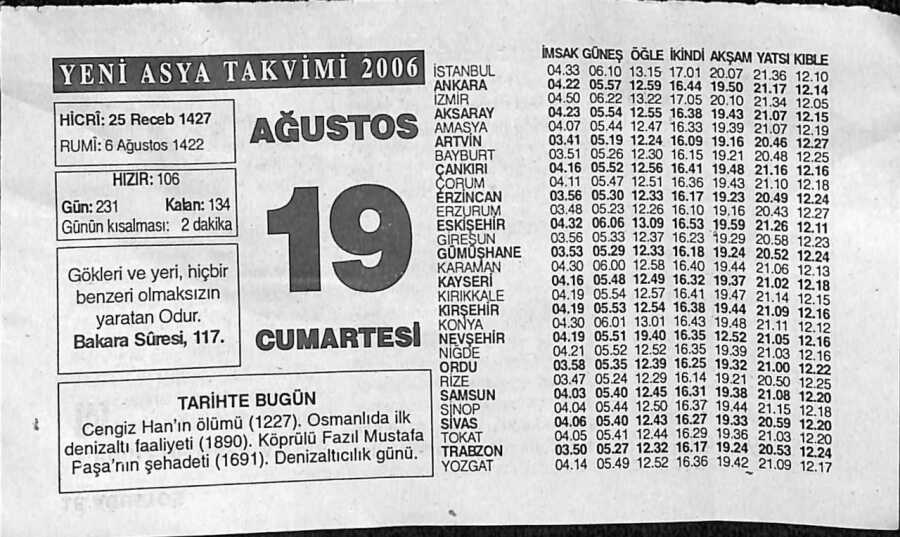 YENİ ASYA TAKVİMİ 2006
HİCRÎ: 25 Receb 1427
RUMİ: 6 Ağustos 1422
HIZIR: 106
Gün: 231 Kalan: 134
Günün kısalması: 2 dakika
Gökleri ve yeri, hiçbir
benzeri olmaksızın
yaratan Odur.
Bakara Sûresi, 117.
AĞUSTOS
19
CUMARTESİ
TARİHTE BUGÜN
Cengiz Han'ın ölümü (1227). Osmanlıda ilk
denizaltı faaliyeti (1890). Köprülü Fazıl Mustafa
Paşa'nın şehadeti (1691). Denizaltıcılık günü.
İMSAK GÜNEŞ ÖĞLE İKİNDİ AKŞAM YATSI KIBLE
İSTANBUL 04.33 06.10 13.15 17.01 20.07 21.36 12.10
ANKARA 04.22 05.57 12.59 16.44 19.50 21.17 12.14
İZMİR 04.50 06.22 13.22 17.05 20.10 21.34 12.05
AKSARAY 04.23 05.54 12.55 16.38 19.43 21.07 12.15
AMASYA 04.07 05.44 12.47 16.33 19.39 21.07 12.19
ARTVİN 03.41 05.19 12.24 16.09 19.16 20.46 12.27
BAYBURT 03.51 05.26 12.30 16.15 19.21 20.48 12.25
ÇANKIRI 04.16 05.52 12.56 16.41 19.48 21.16 12.16
ÇORUM 04.11 05.47 12.51 16.36 19.43 21.10 12.18
ERZİNCAN 03.56 05.30 12.33 16.17 19.23 20.49 12.24
ERZURUM 03.48 05.23 12.26 16.10 19.16 20.43 12.27
ESKİŞEHİR 04.32 06.06 13.09 16.53 19.59 21.26 12.11
GİRESUN 03.56 05.33 12.37 16.23 19.29 20.58 12.23
GÜMÜŞHANE 03.53 05.29 12.33 16.18 19.24 20.52 12.24
KARAMAN 04.30 06.00 12.58 16.40 19.44 21.06 12.13
KAYSERİ 04.16 05.48 12.49 16.32 19.37 21.02 12.18
KIRIKKALE 04.19 05.54 12.57 16.41 19.47 21.14 12.15
KIRŞEHİR 04.19 05.53 12.54 16.38 19.44 21.09 12.16
KONYA 04.30 06.01 13.01 16.43 19.48 21.11 12.12
NEVŞEHİR 04.19 05.51 19.40 16.35 12.52 21.05 12.16
NİĞDE 04.21 05.52 12.52 16.35 19.39 21.03 12.16
ORDU 03.58 05.35 12.39 16.25 19.32 21.00 12.22
RİZE 03.47 05.24 12.29 16.14 19.21 20.50 12.25
SAMSUN 04.03 05.40 12.45 16.31 19.38 21.08 12.20
SİNOP 04.04 05.44 12.50 16.37 19.44 21.15 12.18
SİVAS 04.06 05.40 12.43 16.27 19.33 20.59 12.20
TOKAT 04.05 05.41 12.44 16.29 19.36 21.03 12.20
TRABZON 03.50 05.27 12.32 16.17 19.24 20.53 12.24
YOZGAT 04.14 05.49 12.52 16.36 19.42 21.09 12.17